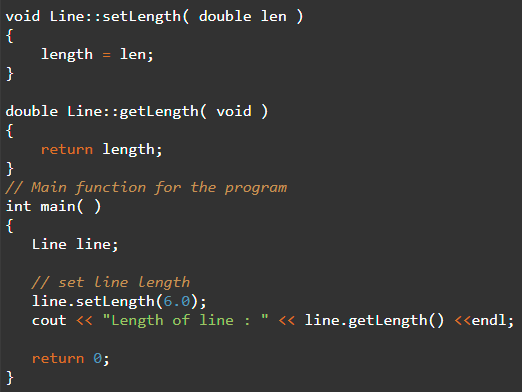 void Line::setLength( double len )
{
    length = len;
}

double Line::getLength( void )
{
    return length;
}
// Main function for the program
int main( )
{
   Line line;

   // set line length
   line.setLength(6.0);
   cout << "Length of line : " << line.getLength() <<endl;

   return 0;
}